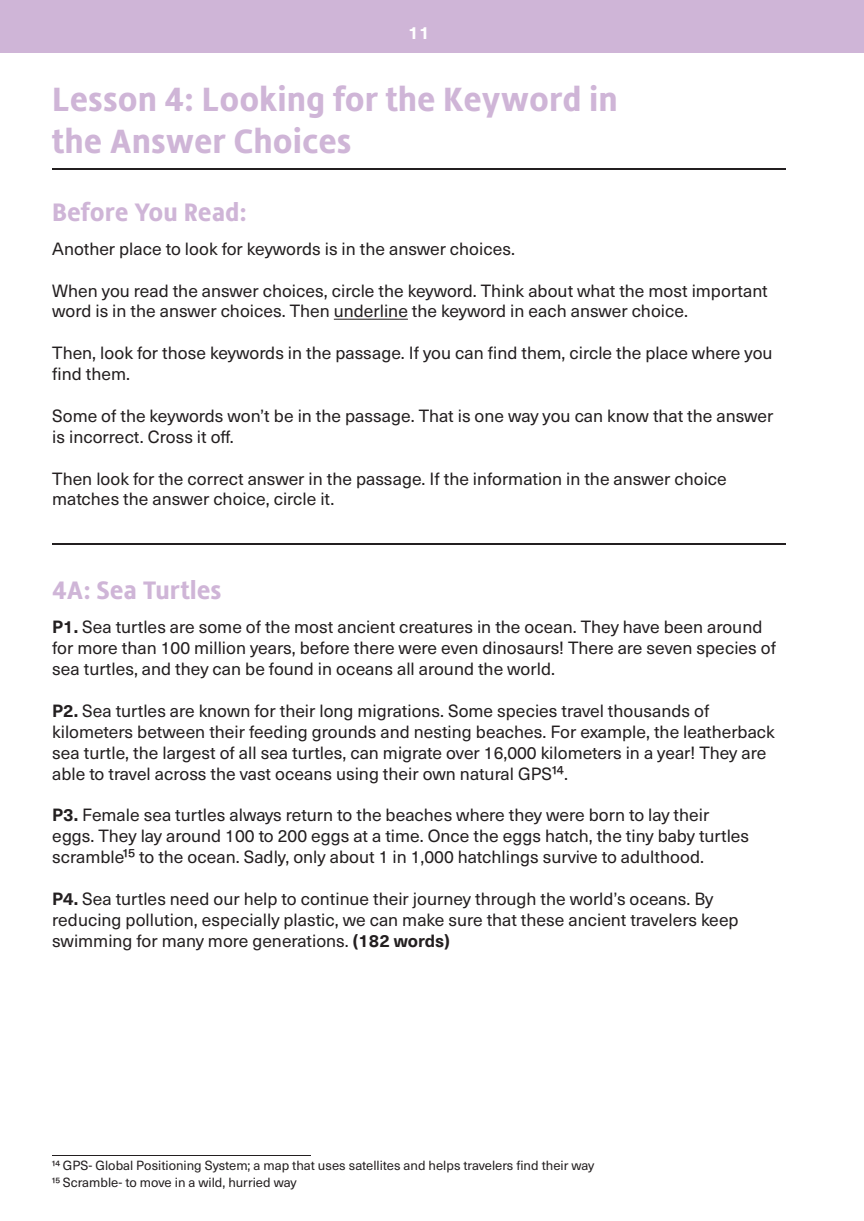 11
Lesson 4: Looking for the Keyword in
the Answer Choices
Before You Read:
Another place to look for keywords is in the answer choices.
When you read the answer choices, circle the keyword. Think about what the most important
word is in the answer choices. Then underline the keyword in each answer choice.
Then, look for those keywords in the passage. If you can find them, circle the place where you
find them.
Some of the keywords won't be in the passage. That is one way you can know that the answer
is incorrect. Cross it off.
Then look for the correct answer in the passage. If the information in the answer choice
matches the answer choice, circle it.
4A: Sea Turtles
P1. Sea turtles are some of the most ancient creatures in the ocean. They have been around
for more than 100 million years, before there were even dinosaurs! There are seven species of
sea turtles, and they can be found in oceans all around the world.
P2. Sea turtles are known for their long migrations. Some species travel thousands of
kilometers between their feeding grounds and nesting beaches. For example, the leatherback
sea turtle, the largest of all sea turtles, can migrate over 16,000 kilometers in a year! They are
able to travel across the vast oceans using their own natural GPS¹⁴.
P3. Female sea turtles always return to the beaches where they were born to lay their
eggs. They lay around 100 to 200 eggs at a time. Once the eggs hatch, the tiny baby turtles
scramble¹⁵ to the ocean. Sadly, only about 1 in 1,000 hatchlings survive to adulthood.
P4. Sea turtles need our help to continue their journey through the world's oceans. By
reducing pollution, especially plastic, we can make sure that these ancient travelers keep
swimming for many more generations. (182 words)
¹⁴ GPS- Global Positioning System; a map that uses satellites and helps travelers find their way
¹⁵ Scramble- to move in a wild, hurried way